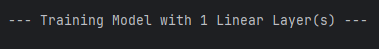 --- Training Model with 1 Linear Layer(s) ---